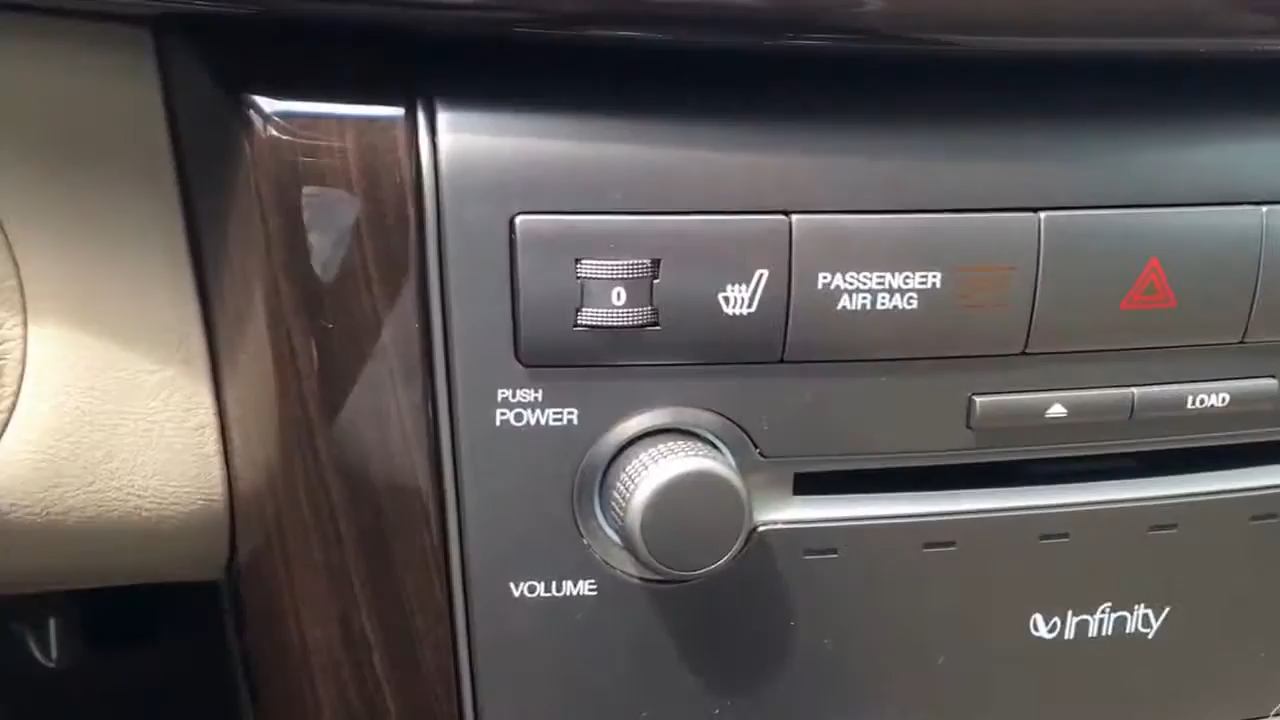 0
PASSENGER
AIR BAG
PUSH
POWER
LOAD
VOLUME
Infinity